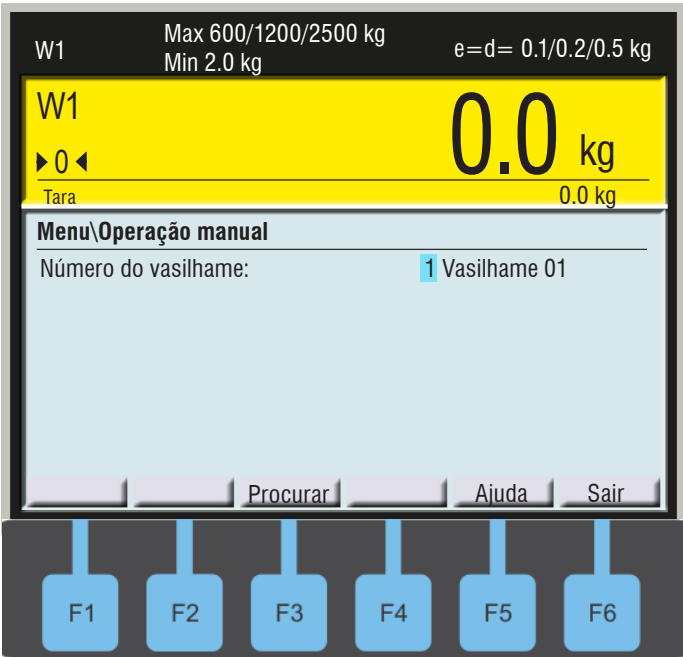 W1 Max 600/1200/2500 kg e=d= 0.1/0.2/0.5 kg
Min 2.0 kg
W1 0.0 kg
0
Tara 0.0 kg
Menu\Operação manual
Número do vasilhame: 1 Vasilhame 01
Procurar Ajuda Sair
F1 F2 F3 F4 F5 F6